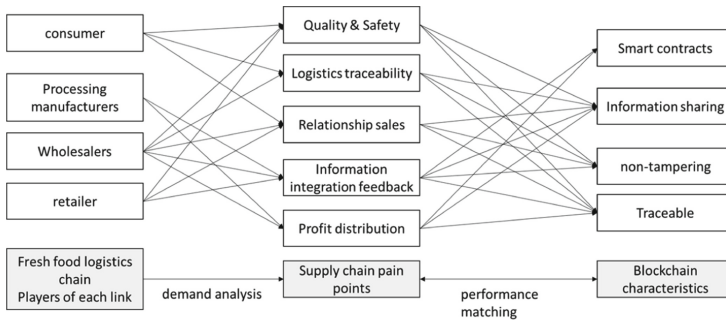 consumer
Processing
manufacturers
Wholesalers
retailer
Fresh food logistics
chain
Players of each link
demand analysis
Quality & Safety
Logistics traceability
Relationship sales
Information
integration feedback
Profit distribution
Supply chain pain
points
performance
matching
Smart contracts
Information sharing
non-tampering
Traceable
Blockchain
characteristics